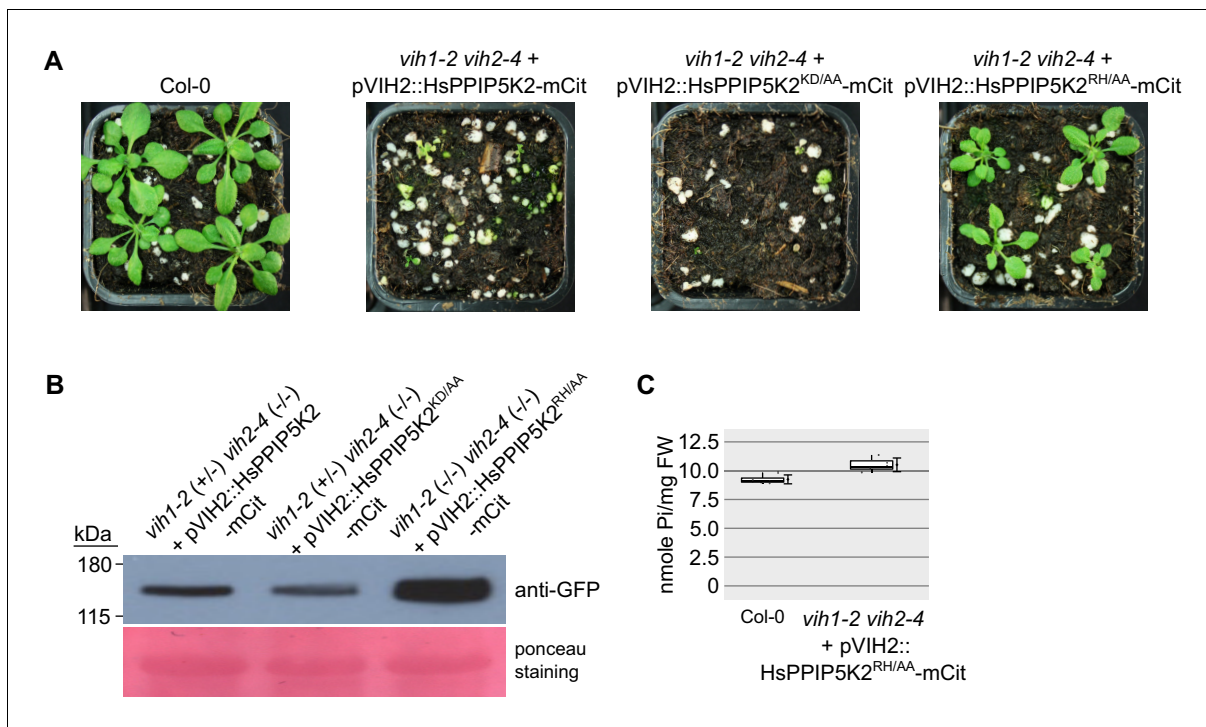 A
Col-0
vih1-2 vih2-4 +
pVIH2::HsPPIP5K2-mCit
vih1-2 vih2-4 +
pVIH2::HsPPIP5K2KD/AA-mCit
vih1-2 vih2-4 +
pVIH2::HsPPIP5K2RH/AA-mCit
B
vih1-2 (+/-) vih2-4 (-/-)
+ pVIH2::HsPPIP5K2
-mCit
vih1-2 (+/-) vih2-4 (-/-)
+ pVIH2::HsPPIP5K2KD/AA
-mCit
vih1-2 (-/-) vih2-4 (-/-)
+ pVIH2::HsPPIP5K2RH/AA
-mCit
kDa
180
115
anti-GFP
ponceau
staining
C
nmole Pi/mg FW
12.5
10.0
7.5
5.0
2.5
0
Col-0
vih1-2 vih2-4
+ pVIH2::
HsPPIP5K2RH/AA-mCit